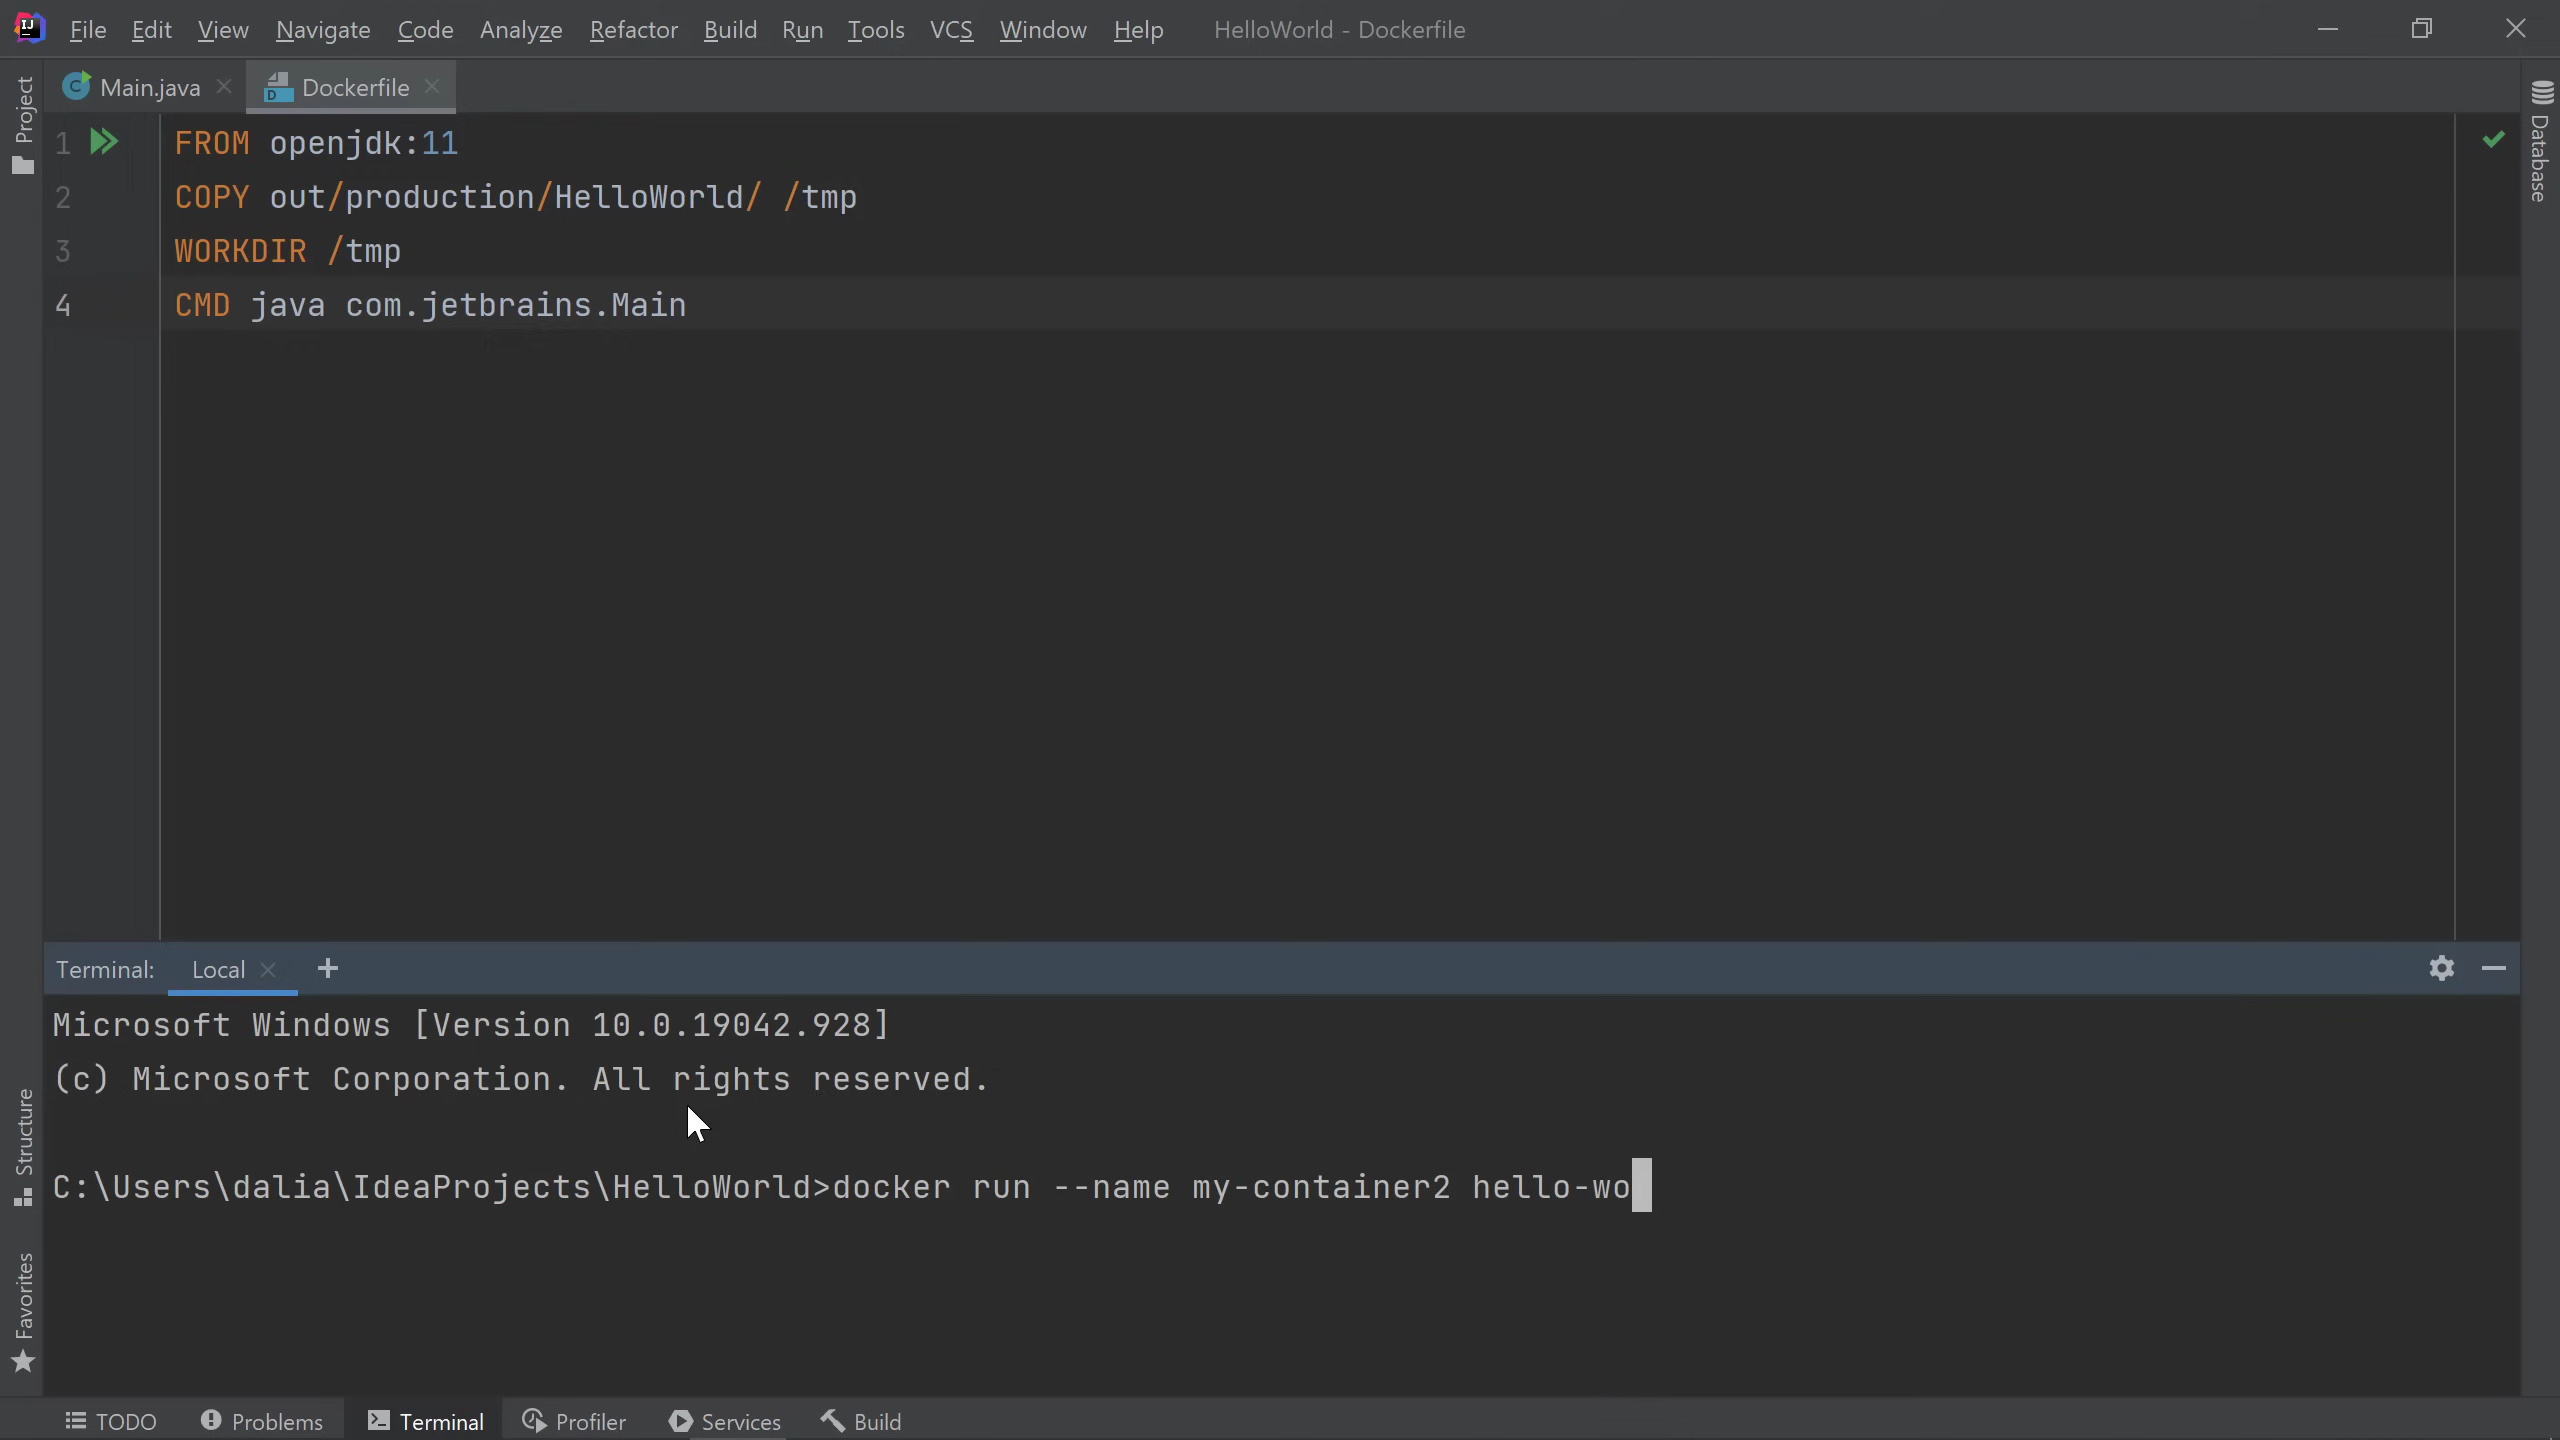 IJ File Edit View Navigate Code Analyze Refactor Build Run Tools VCS Window Help HelloWorld - Dockerfile
Project
C Main.java D Dockerfile
Database
1 FROM openjdk:11
2 COPY out/production/HelloWorld/ /tmp
3 WORKDIR /tmp
4 CMD java com.jetbrains.Main
Terminal: Local +
Microsoft Windows [Version 10.0.19042.928]
(c) Microsoft Corporation. All rights reserved.
C:\Users\dalia\IdeaProjects\HelloWorld>docker run --name my-container2 hello-wo
Structure
Favorites
TODO Problems Terminal Profiler Services Build